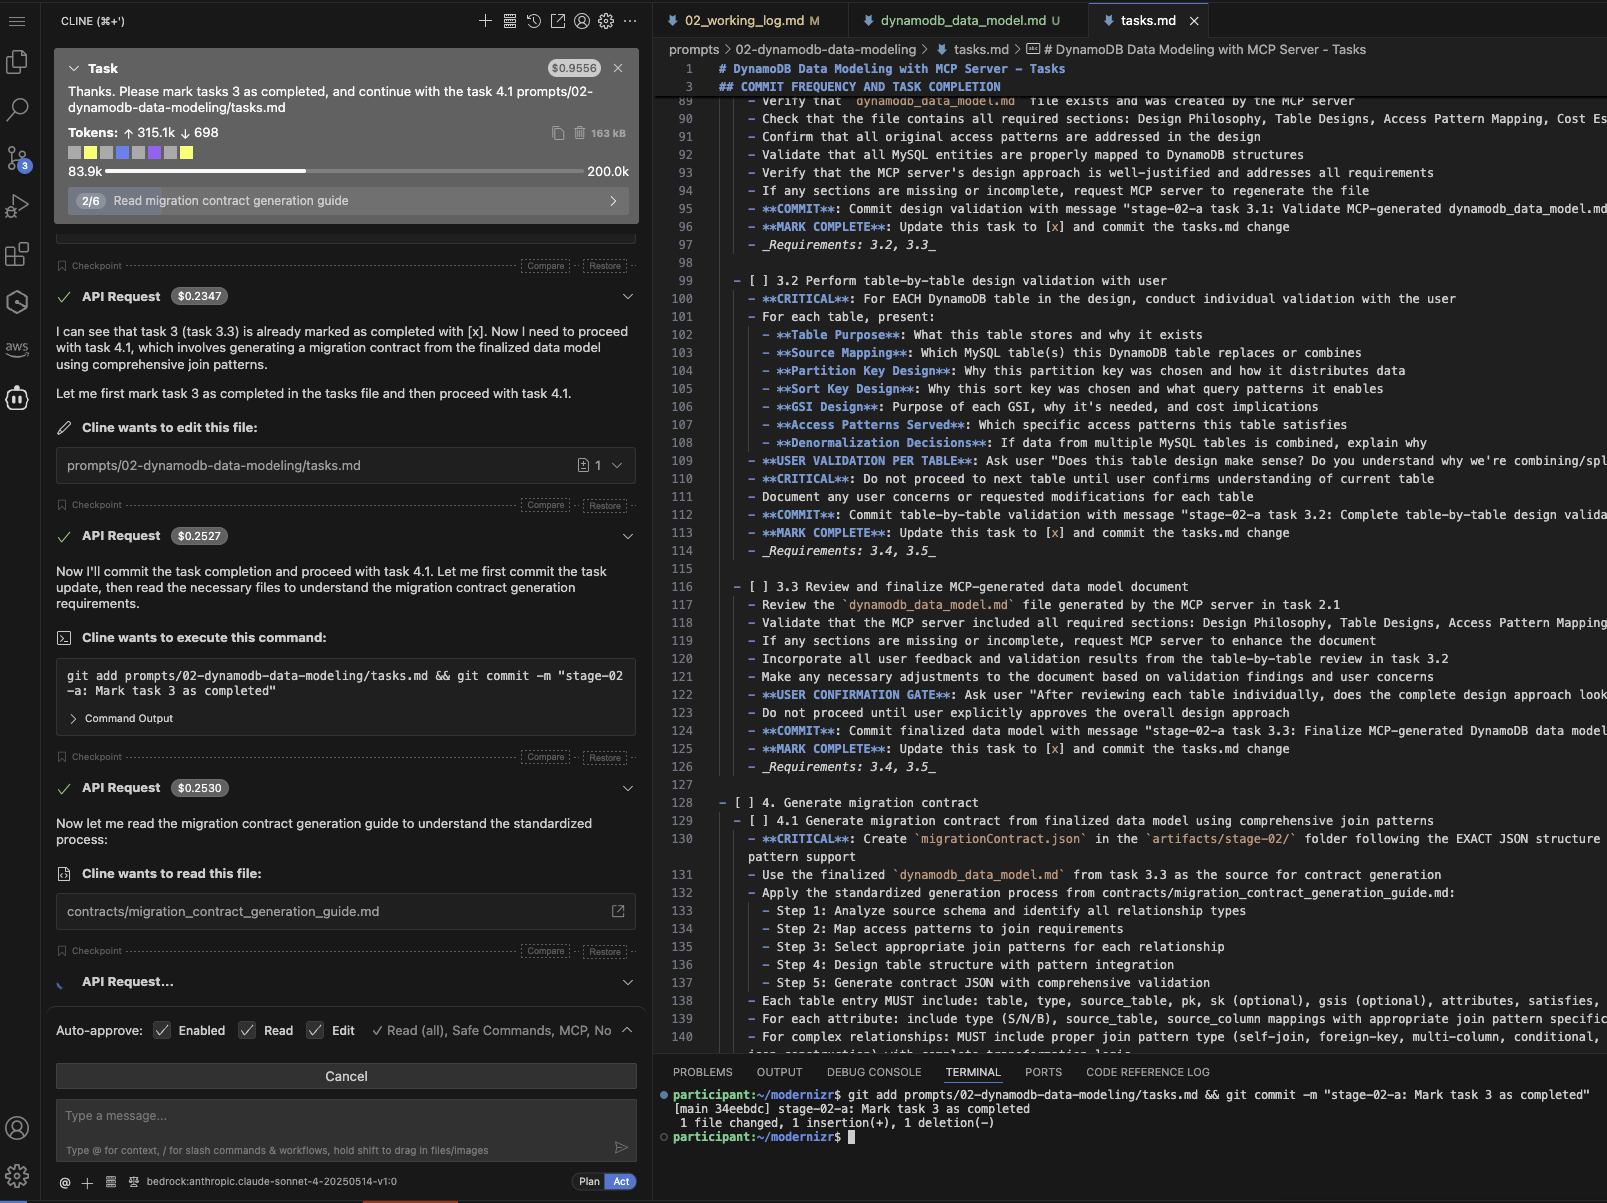 CLINE (⌘+')
Task
$0.9556
Thanks. Please mark tasks 3 as completed, and continue with the task 4.1 prompts/02-
dynamodb-data-modeling/tasks.md
Tokens: ↑ 315.1k ↓ 698
163 kB
83.9k
200.0k
2/6 Read migration contract generation guide
Checkpoint
Compare
Restore
API Request $0.2347
I can see that task 3 (task 3.3) is already marked as completed with [x]. Now I need to proceed
with task 4.1, which involves generating a migration contract from the finalized data model
using comprehensive join patterns.
Let me first mark task 3 as completed in the tasks file and then proceed with task 4.1.
Cline wants to edit this file:
prompts/02-dynamodb-data-modeling/tasks.md
1
Checkpoint
Compare
Restore
API Request $0.2527
Now I'll commit the task completion and proceed with task 4.1. Let me first commit the task
update, then read the necessary files to understand the migration contract generation
requirements.
Cline wants to execute this command:
git add prompts/02-dynamodb-data-modeling/tasks.md && git commit -m "stage-02
-a: Mark task 3 as completed"
Command Output
Checkpoint
Compare
Restore
API Request $0.2530
Now let me read the migration contract generation guide to understand the standardized
process:
Cline wants to read this file:
contracts/migration_contract_generation_guide.md
Checkpoint
Compare
Restore
API Request...
Auto-approve: Enabled Read Edit ✓ Read (all), Safe Commands, MCP, No
Cancel
Type a message...
Type @ for context, / for slash commands & workflows, hold shift to drag in files/images
@ + bedrock:anthropic.claude-sonnet-4-20250514-v1:0
Plan Act
3
aws
02_working_log.md M
dynamodb_data_model.md U
tasks.md
prompts > 02-dynamodb-data-modeling > tasks.md > # DynamoDB Data Modeling with MCP Server - Tasks
1 # DynamoDB Data Modeling with MCP Server - Tasks
3 ## COMMIT FREQUENCY AND TASK COMPLETION
89 - Verify that `dynamodb_data_model.md` file exists and was created by the MCP server
90 - Check that the file contains all required sections: Design Philosophy, Table Designs, Access Pattern Mapping, Cost Es
91 - Confirm that all original access patterns are addressed in the design
92 - Validate that all MySQL entities are properly mapped to DynamoDB structures
93 - Verify that the MCP server's design approach is well-justified and addresses all requirements
94 - If any sections are missing or incomplete, request MCP server to regenerate the file
95 - **COMMIT**: Commit design validation with message "stage-02-a task 3.1: Validate MCP-generated dynamodb_data_model.md
96 - **MARK COMPLETE**: Update this task to [x] and commit the tasks.md change
97 - _Requirements: 3.2, 3.3_
98
99 - [ ] 3.2 Perform table-by-table design validation with user
100 - **CRITICAL**: For EACH DynamoDB table in the design, conduct individual validation with the user
101 - For each table, present:
102 - **Table Purpose**: What this table stores and why it exists
103 - **Source Mapping**: Which MySQL table(s) this DynamoDB table replaces or combines
104 - **Partition Key Design**: Why this partition key was chosen and how it distributes data
105 - **Sort Key Design**: Why this sort key was chosen and what query patterns it enables
106 - **GSI Design**: Purpose of each GSI, why it's needed, and cost implications
107 - **Access Patterns Served**: Which specific access patterns this table satisfies
108 - **Denormalization Decisions**: If data from multiple MySQL tables is combined, explain why
109 - **USER VALIDATION PER TABLE**: Ask user "Does this table design make sense? Do you understand why we're combining/spl
110 - **CRITICAL**: Do not proceed to next table until user confirms understanding of current table
111 - Document any user concerns or requested modifications for each table
112 - **COMMIT**: Commit table-by-table validation with message "stage-02-a task 3.2: Complete table-by-table design valida
113 - **MARK COMPLETE**: Update this task to [x] and commit the tasks.md change
114 - _Requirements: 3.4, 3.5_
115
116 - [ ] 3.3 Review and finalize MCP-generated data model document
117 - Review the `dynamodb_data_model.md` file generated by the MCP server in task 2.1
118 - Validate that the MCP server included all required sections: Design Philosophy, Table Designs, Access Pattern Mapping
119 - If any sections are missing or incomplete, request MCP server to enhance the document
120 - Incorporate all user feedback and validation results from the table-by-table review in task 3.2
121 - Make any necessary adjustments to the document based on validation findings and user concerns
122 - **USER CONFIRMATION GATE**: Ask user "After reviewing each table individually, does the complete design approach look
123 - Do not proceed until user explicitly approves the overall design approach
124 - **COMMIT**: Commit finalized data model with message "stage-02-a task 3.3: Finalize MCP-generated DynamoDB data model
125 - **MARK COMPLETE**: Update this task to [x] and commit the tasks.md change
126 - _Requirements: 3.4, 3.5_
127
128 - [ ] 4. Generate migration contract
129 - [ ] 4.1 Generate migration contract from finalized data model using comprehensive join patterns
130 - **CRITICAL**: Create `migrationContract.json` in the `artifacts/stage-02/` folder following the EXACT JSON structure
pattern support
131 - Use the finalized `dynamodb_data_model.md` from task 3.3 as the source for contract generation
132 - Apply the standardized generation process from contracts/migration_contract_generation_guide.md:
133 - Step 1: Analyze source schema and identify all relationship types
134 - Step 2: Map access patterns to join requirements
135 - Step 3: Select appropriate join patterns for each relationship
136 - Step 4: Design table structure with pattern integration
137 - Step 5: Generate contract JSON with comprehensive validation
138 - Each table entry MUST include: table, type, source_table, pk, sk (optional), gsis (optional), attributes, satisfies,
139 - For each attribute: include type (S/N/B), source_table, source_column mappings with appropriate join pattern specific
140 - For complex relationships: MUST include proper join pattern type (self-join, foreign-key, multi-column, conditional,
json-construction) with complete transformation logic
PROBLEMS OUTPUT DEBUG CONSOLE TERMINAL PORTS CODE REFERENCE LOG
participant:~/modernizr$ git add prompts/02-dynamodb-data-modeling/tasks.md && git commit -m "stage-02-a: Mark task 3 as completed"
[main 34eebdc] stage-02-a: Mark task 3 as completed
1 file changed, 1 insertion(+), 1 deletion(-)
participant:~/modernizr$